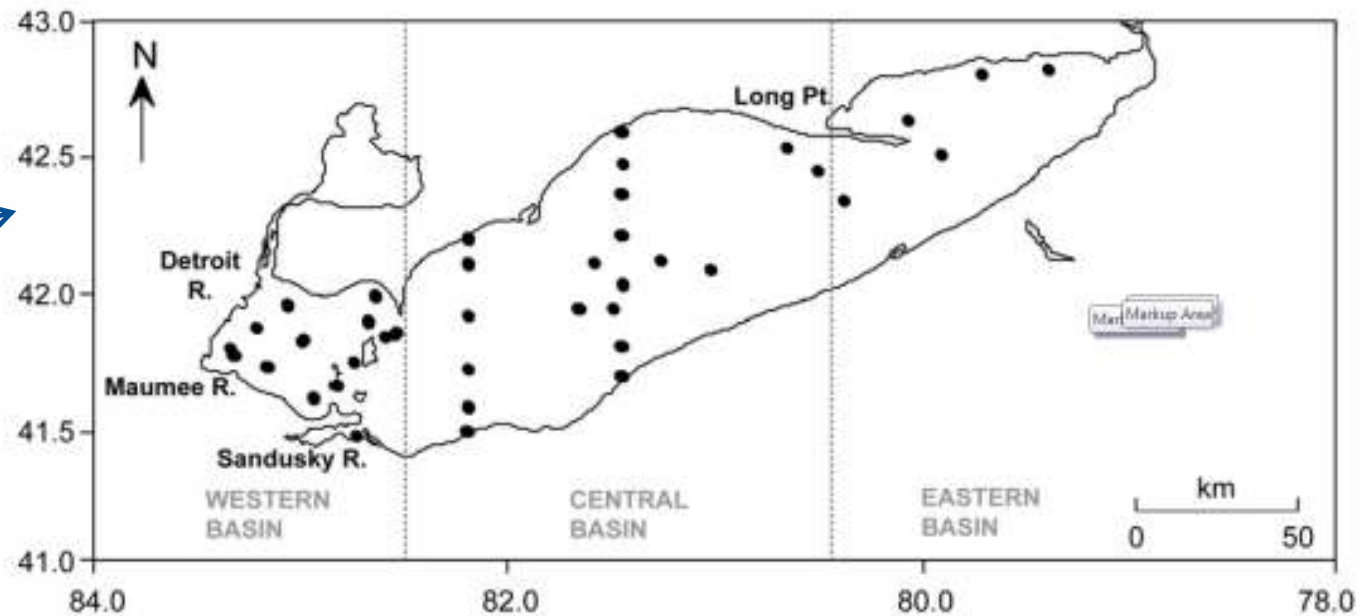 43.0
N
Long Pt.
42.5
Detroit
R.
42.0
Markup Area
Maumee R.
41.5
Sandusky R.
WESTERN
BASIN
CENTRAL
BASIN
EASTERN
BASIN
km
0 50
41.0
84.0 82.0 80.0 78.0